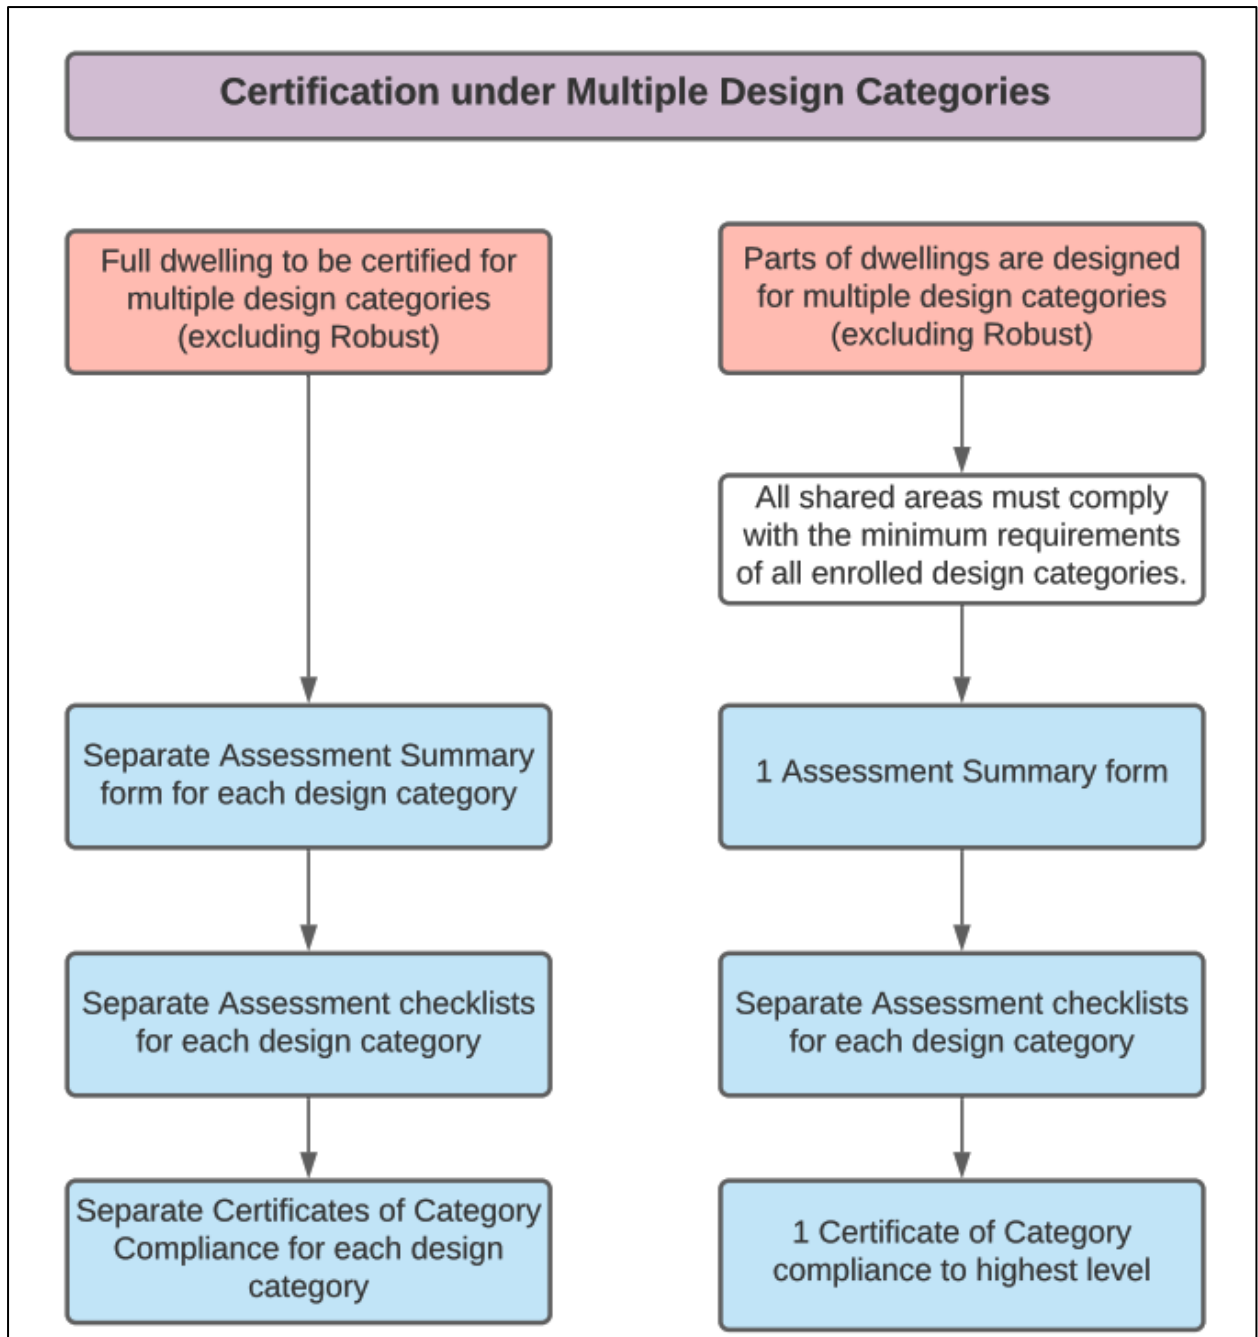 Certification under Multiple Design Categories
Full dwelling to be certified for
multiple design categories
(excluding Robust)
Separate Assessment Summary
form for each design category
Separate Assessment checklists
for each design category
Separate Certificates of Category
Compliance for each design
category
Parts of dwellings are designed
for multiple design categories
(excluding Robust)
All shared areas must comply
with the minimum requirements
of all enrolled design categories.
1 Assessment Summary form
Separate Assessment checklists
for each design category
1 Certificate of Category
compliance to highest level